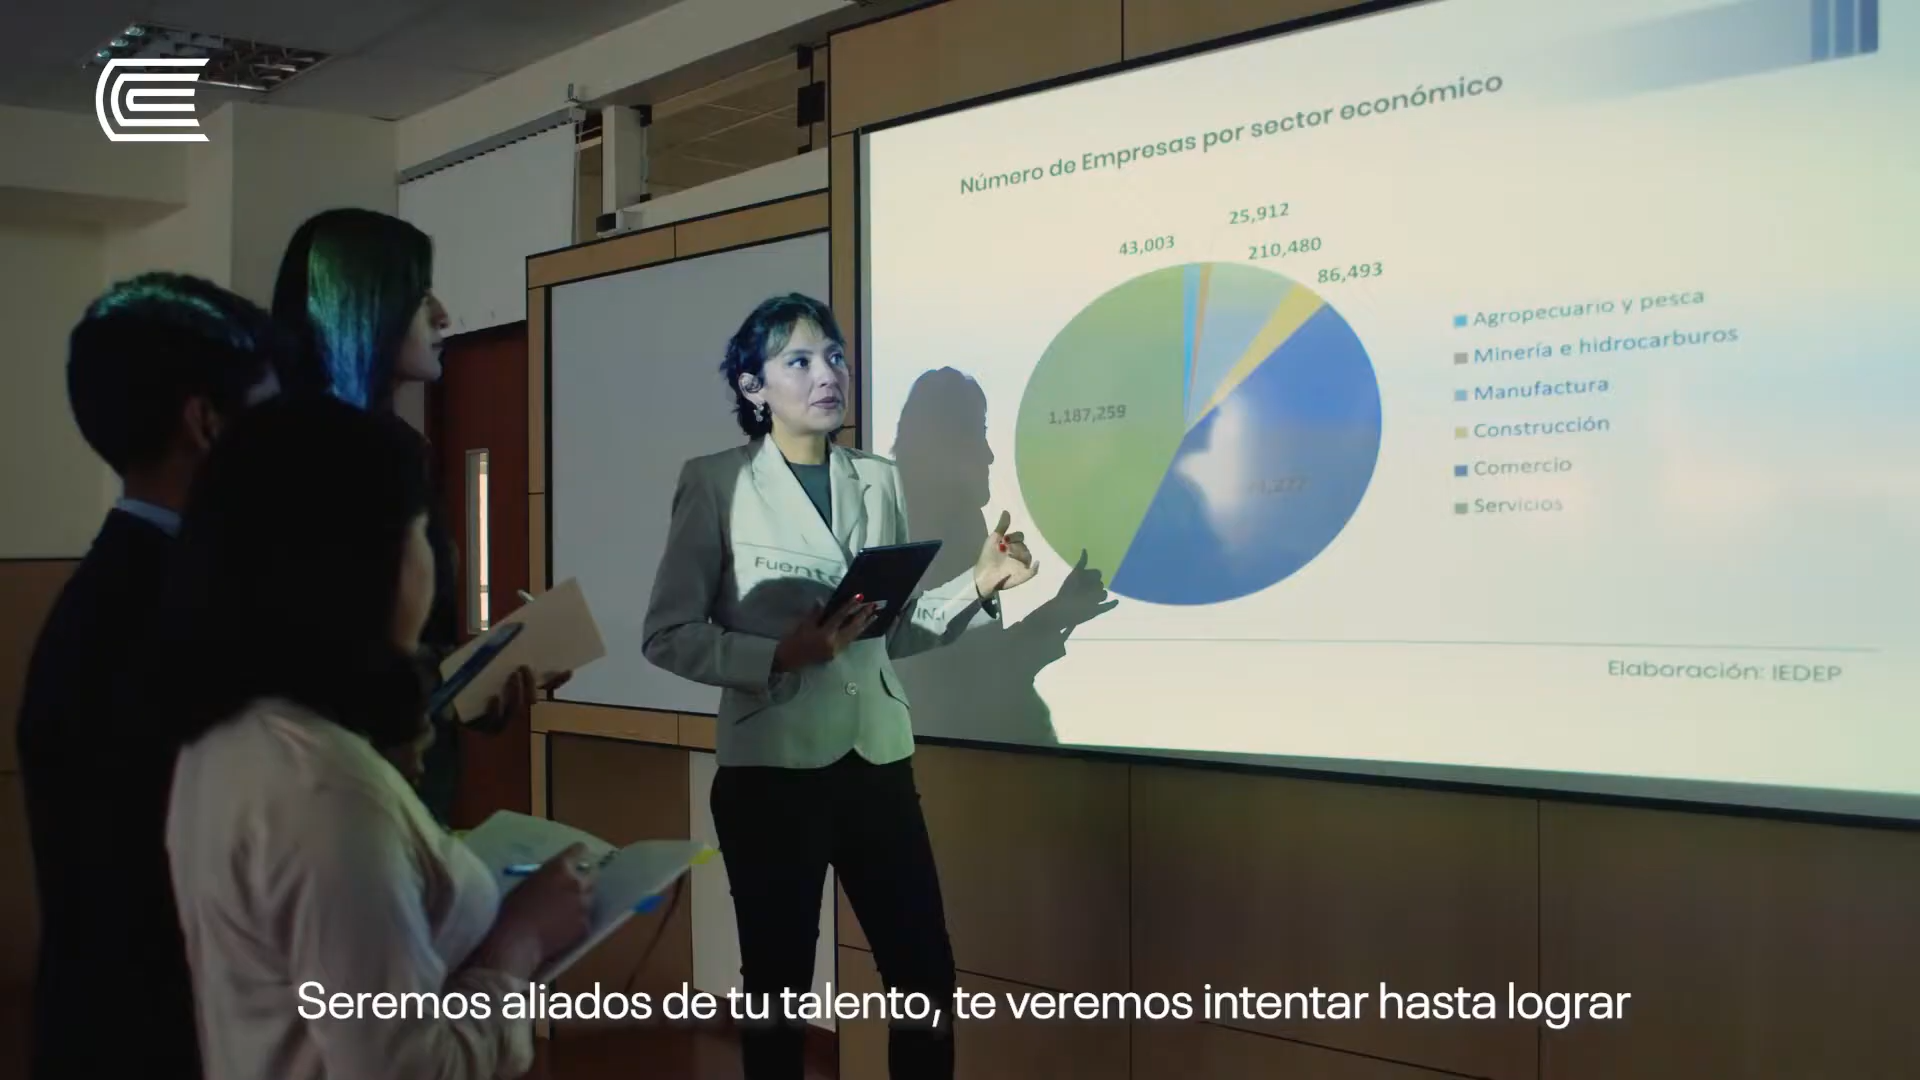 Número de Empresas por sector económico
25,912
43,003
210,480
86,493
1,187,259
Agropecuario y pesca
Minería e hidrocarburos
Manufactura
Construcción
Comercio
Servicios
Elaboración: IEDEP
Seremos aliados de tu talento, te veremos intentar hasta lograr